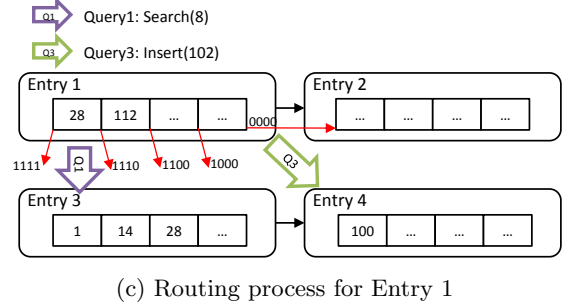 Q1 Query1: Search(8)
Q3 Query3: Insert(102)
Entry 1
Entry 2
28 112 ... ... 0000 ... ... ... ...
1111 Q1 1110 1100 1000 Q3
Entry 3
Entry 4
1 14 28 ... 100 ... ... ...
(c) Routing process for Entry 1